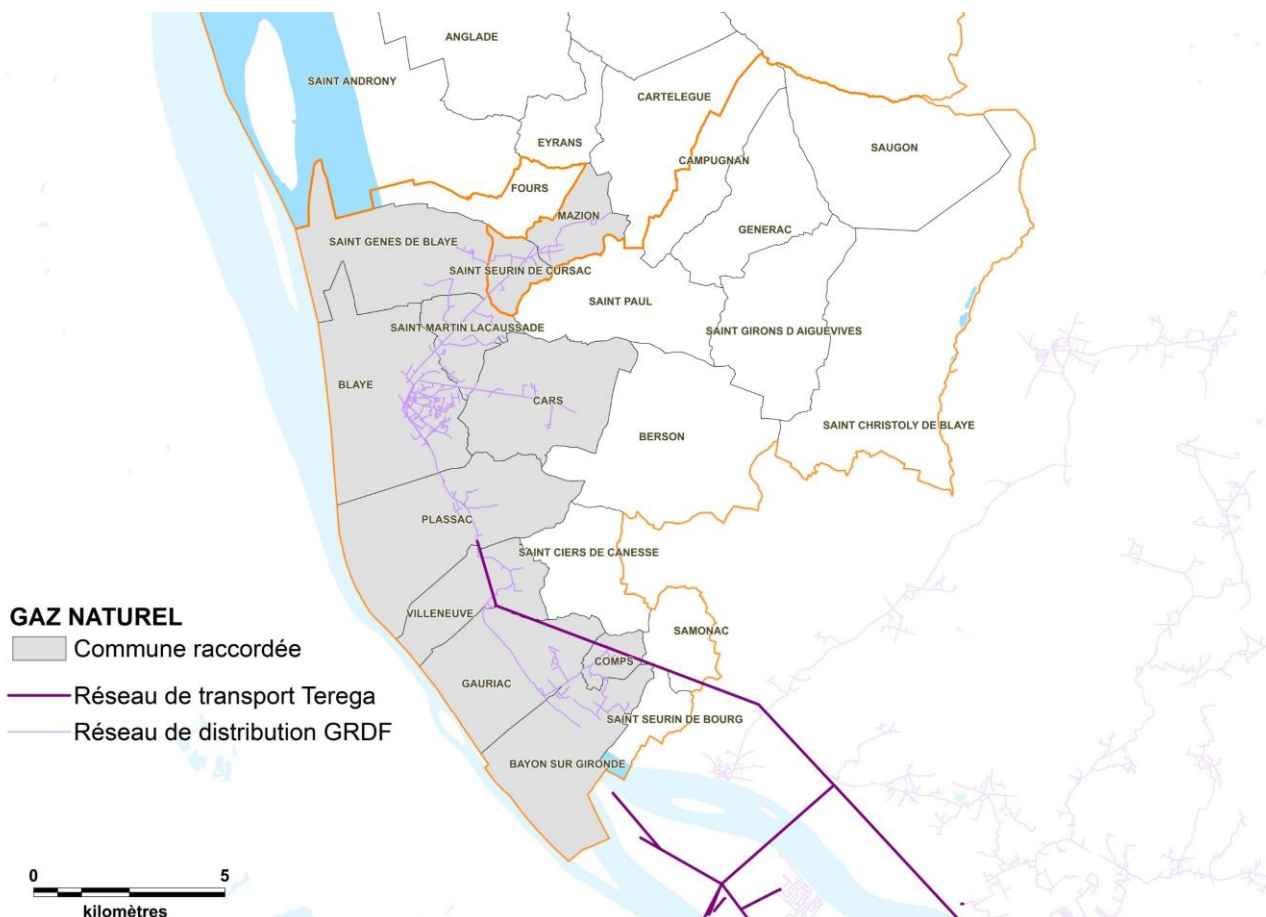 ANGLADE
SAINT ANDRONY
CARTELEGUE
EYRANS
SAUGON
CAMPUGNAN
FOURS
MAZION
GENERAC
SAINT GENES DE BLAYE
SAINT SEURIN DE CURSAC
SAINT PAUL
SAINT MARTIN LACAUSSADE
SAINT GIRONS D AIGUEVIVES
BLAYE
CARS
SAINT CHRISTOLY DE BLAYE
BERSON
PLASSAC
SAINT CIERS DE CANESSE
VILLENEUVE
SAMONAC
COMPS
GAURIAC
SAINT SEURIN DE BOURG
BAYON SUR GIRONDE
GAZ NATUREL
Commune raccordée
Réseau de transport Terega
Réseau de distribution GRDF
0 5
kilomètres